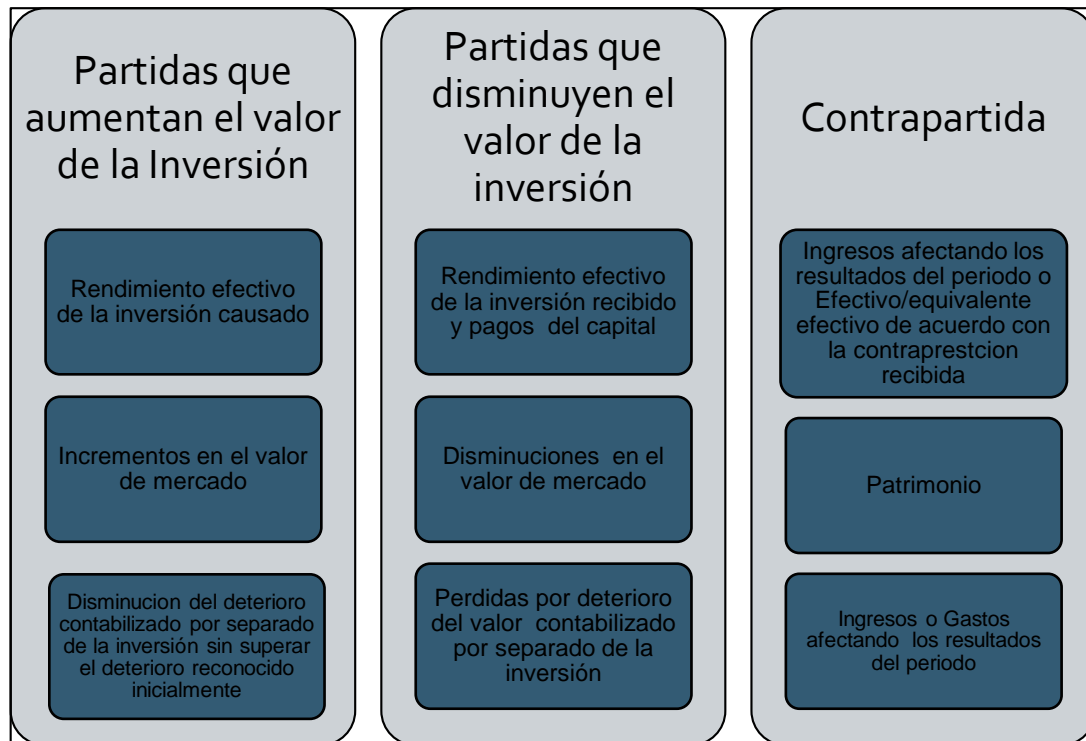 Partidas que
aumentan el valor
de la Inversión
Rendimiento efectivo
de la inversión causado
Incrementos en el valor
de mercado
Disminucion del deterioro
contabilizado por separado
de la inversión sin superar
el deterioro reconocido
inicialmente
Partidas que
disminuyen el
valor de la
inversión
Rendimiento efectivo
de la inversión recibido
y pagos del capital
Disminuciones en el
valor de mercado
Perdidas por deterioro
del valor contabilizado
por separado de la
inversión
Contrapartida
Ingresos afectando los
resultados del periodo o
Efectivo/equivalente
efectivo de acuerdo con
la contraprestcion
recibida
Patrimonio
Ingresos o Gastos
afectando los resultados
del periodo